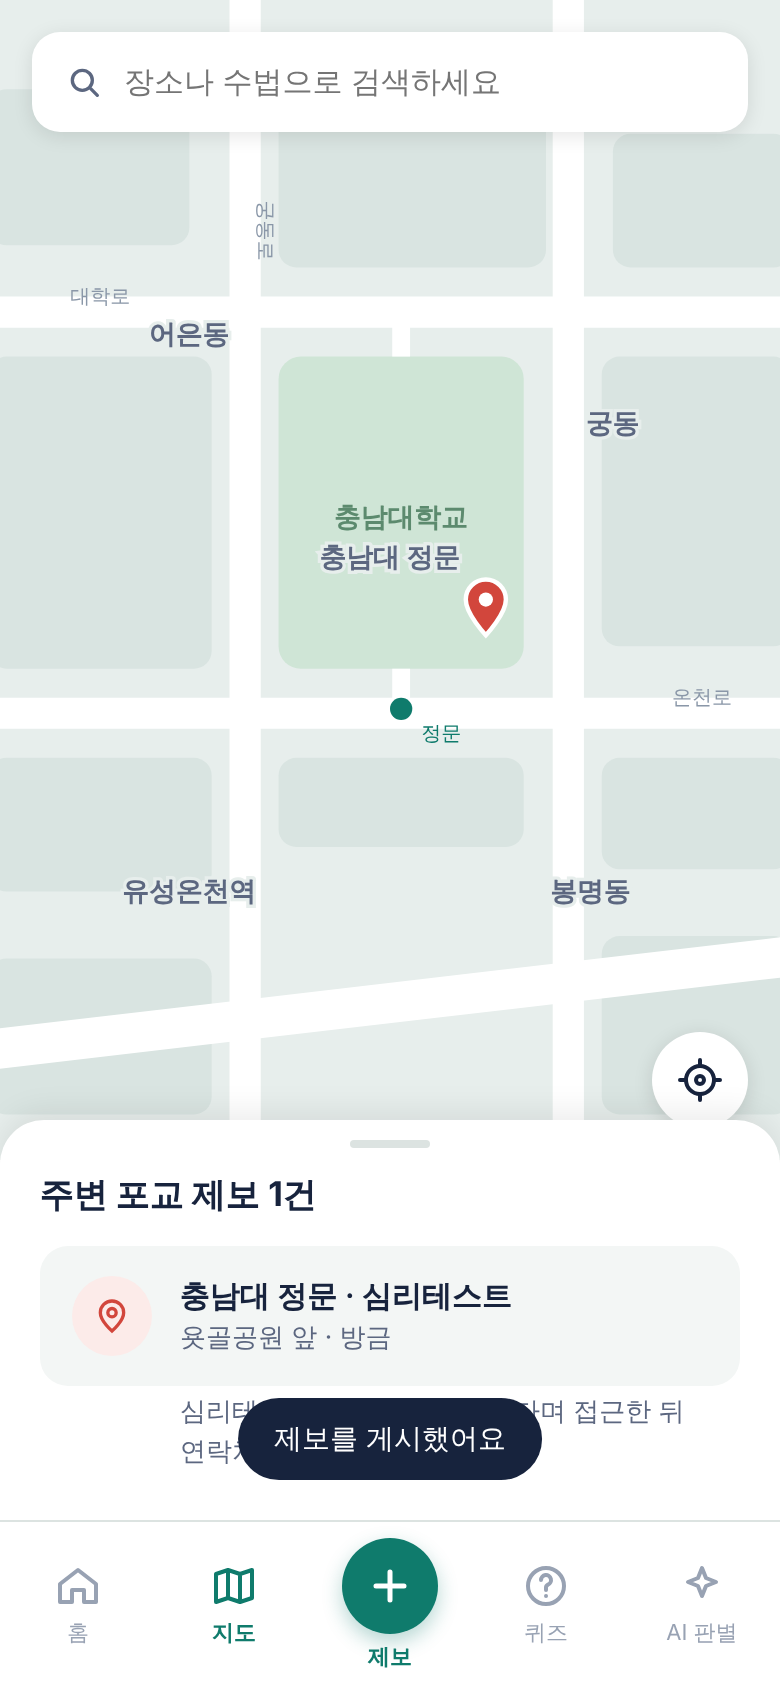 장소나 수법으로 검색하세요
궁동로
대학로
어은동
궁동
충남대학교
충남대 정문
온천로
정문
유성온천역
봉명동
주변 포교 제보 1건
충남대 정문 · 심리테스트
욧골공원 앞 · 방금
심리테 며 접근한 뒤
연락
제보를 게시했어요
홈
지도
제보
퀴즈
AI 판별